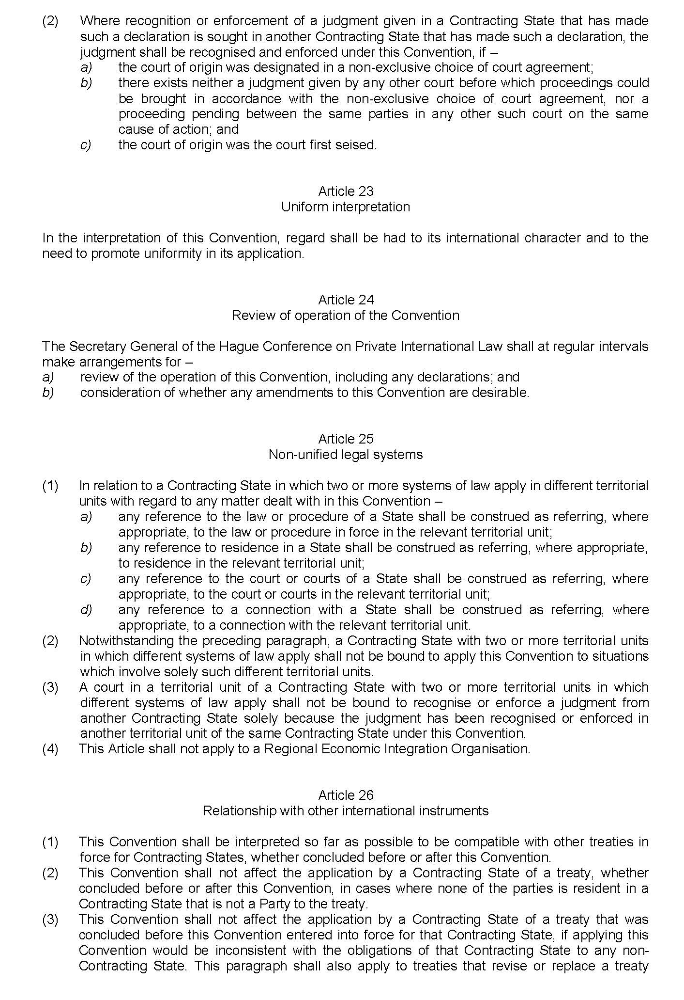 (2) Where recognition or enforcement of a judgment given in a Contracting State that has made
such a declaration is sought in another Contracting State that has made such a declaration, the
judgment shall be recognised and enforced under this Convention, if –
a) the court of origin was designated in a non-exclusive choice of court agreement;
b) there exists neither a judgment given by any other court before which proceedings could
be brought in accordance with the non-exclusive choice of court agreement, nor a
proceeding pending between the same parties in any other such court on the same
cause of action; and
c) the court of origin was the court first seised.
Article 23
Uniform interpretation
In the interpretation of this Convention, regard shall be had to its international character and to the
need to promote uniformity in its application.
Article 24
Review of operation of the Convention
The Secretary General of the Hague Conference on Private International Law shall at regular intervals
make arrangements for –
a) review of the operation of this Convention, including any declarations; and
b) consideration of whether any amendments to this Convention are desirable.
Article 25
Non-unified legal systems
(1) In relation to a Contracting State in which two or more systems of law apply in different territorial
units with regard to any matter dealt with in this Convention –
a) any reference to the law or procedure of a State shall be construed as referring, where
appropriate, to the law or procedure in force in the relevant territorial unit;
b) any reference to residence in a State shall be construed as referring, where appropriate,
to residence in the relevant territorial unit;
c) any reference to the court or courts of a State shall be construed as referring, where
appropriate, to the court or courts in the relevant territorial unit;
d) any reference to a connection with a State shall be construed as referring, where
appropriate, to a connection with the relevant territorial unit.
(2) Notwithstanding the preceding paragraph, a Contracting State with two or more territorial units
in which different systems of law apply shall not be bound to apply this Convention to situations
which involve solely such different territorial units.
(3) A court in a territorial unit of a Contracting State with two or more territorial units in which
different systems of law apply shall not be bound to recognise or enforce a judgment from
another Contracting State solely because the judgment has been recognised or enforced in
another territorial unit of the same Contracting State under this Convention.
(4) This Article shall not apply to a Regional Economic Integration Organisation.
Article 26
Relationship with other international instruments
(1) This Convention shall be interpreted so far as possible to be compatible with other treaties in
force for Contracting States, whether concluded before or after this Convention.
(2) This Convention shall not affect the application by a Contracting State of a treaty, whether
concluded before or after this Convention, in cases where none of the parties is resident in a
Contracting State that is not a Party to the treaty.
(3) This Convention shall not affect the application by a Contracting State of a treaty that was
concluded before this Convention entered into force for that Contracting State, if applying this
Convention would be inconsistent with the obligations of that Contracting State to any non-
Contracting State. This paragraph shall also apply to treaties that revise or replace a treaty